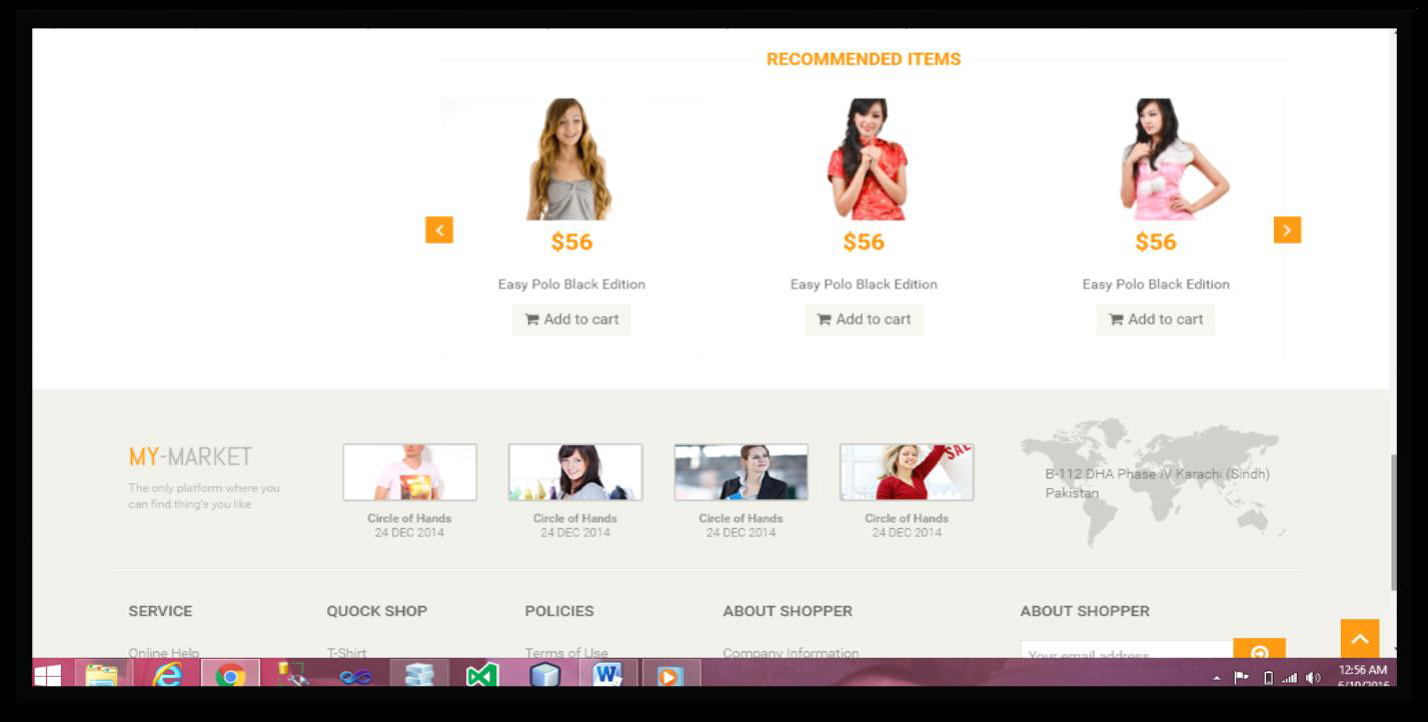 RECOMMENDED ITEMS
$56 $56 $56
Easy Polo Black Edition Easy Polo Black Edition Easy Polo Black Edition
Add to cart Add to cart Add to cart
MY-MARKET
The only platform where you
can find thing's you like
SALE
Circle of Hands Circle of Hands Circle of Hands Circle of Hands
24 DEC 2014 24 DEC 2014 24 DEC 2014 24 DEC 2014
B-112 DHA Phase IV Karachi (Sindh)
Pakistan
SERVICE QUOCK SHOP POLICIES ABOUT SHOPPER ABOUT SHOPPER
Online Help T-Shirt Terms of Use Company Information Your email address
12:56 AM
6/10/2016